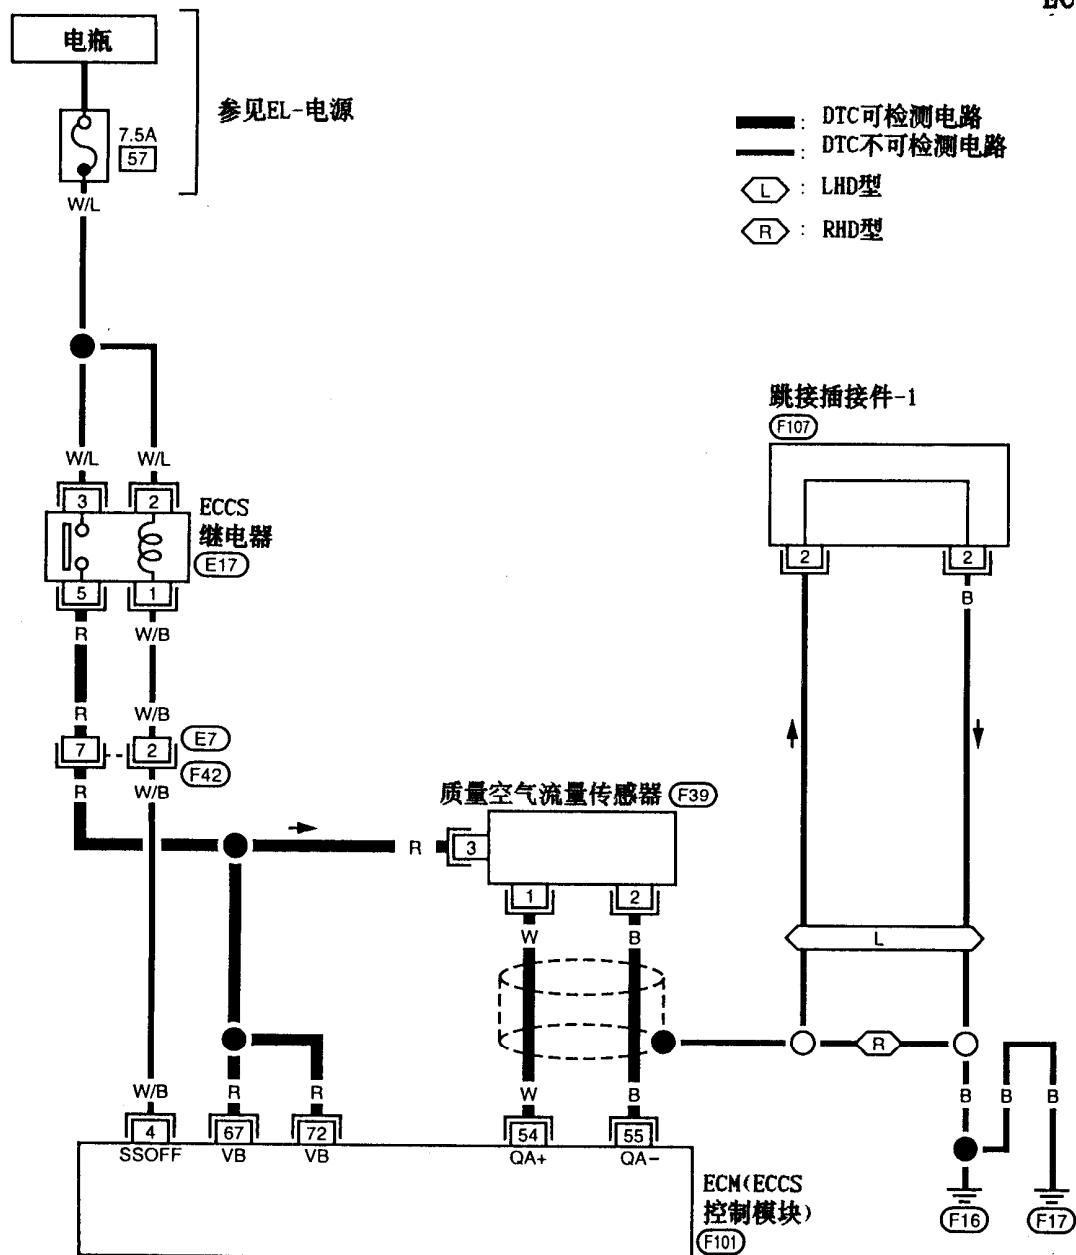 电瓶
7.5A
57
参见EL-电源
W/L
DTC可检测电路
DTC不可检测电路
L : LHD型
R : RHD型
跳接插接件-1
F107
W/L W/L
3 2
ECCS
继电器
E17
5 1
R W/B
2 2
B
R W/B
7 2
E7
F42
R W/B
质量空气流量传感器 F39
R 3
1 2
W B
L
R
W/B R R
W B
B B B
4 67 72 54 55
SSOFF VB VB QA+ QA-
ECM(ECCS
控制模块)
F101
F16 F17